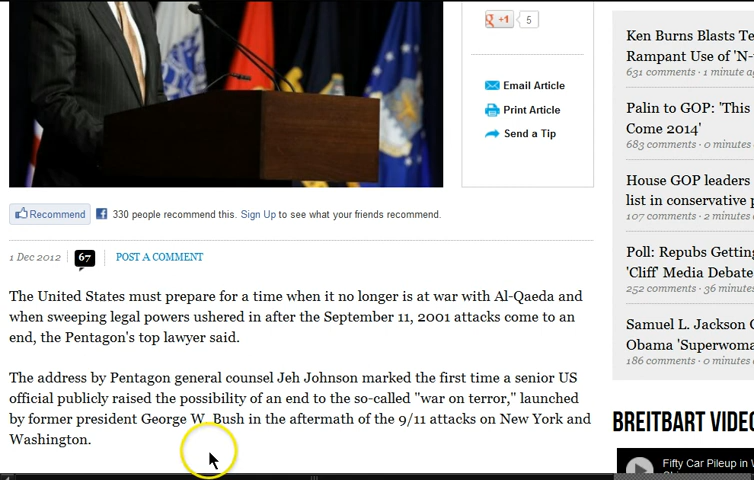 g +1 5
Email Article
Print Article
Send a Tip
Recommend 330 people recommend this. Sign Up to see what your friends recommend.
1 Dec 2012 67 POST A COMMENT
The United States must prepare for a time when it no longer is at war with Al-Qaeda and
when sweeping legal powers ushered in after the September 11, 2001 attacks come to an
end, the Pentagon's top lawyer said.
The address by Pentagon general counsel Jeh Johnson marked the first time a senior US
official publicly raised the possibility of an end to the so-called "war on terror," launched
by former president George W. Bush in the aftermath of the 9/11 attacks on New York and
Washington.
Ken Burns Blasts
Rampant Use of
631 comments · 1 minute
Palin to GOP: 'This
Come 2014'
683 comments · 0 minutes
House GOP leaders
list in conservative
107 comments · 2 minutes
Poll: Repubs Getting
'Cliff' Media Debate
252 comments · 36 minutes
Samuel L. Jackson
Obama 'Superwoma
186 comments · 0 minutes
BREITBART VIDEO
Fifty Car Pileup in